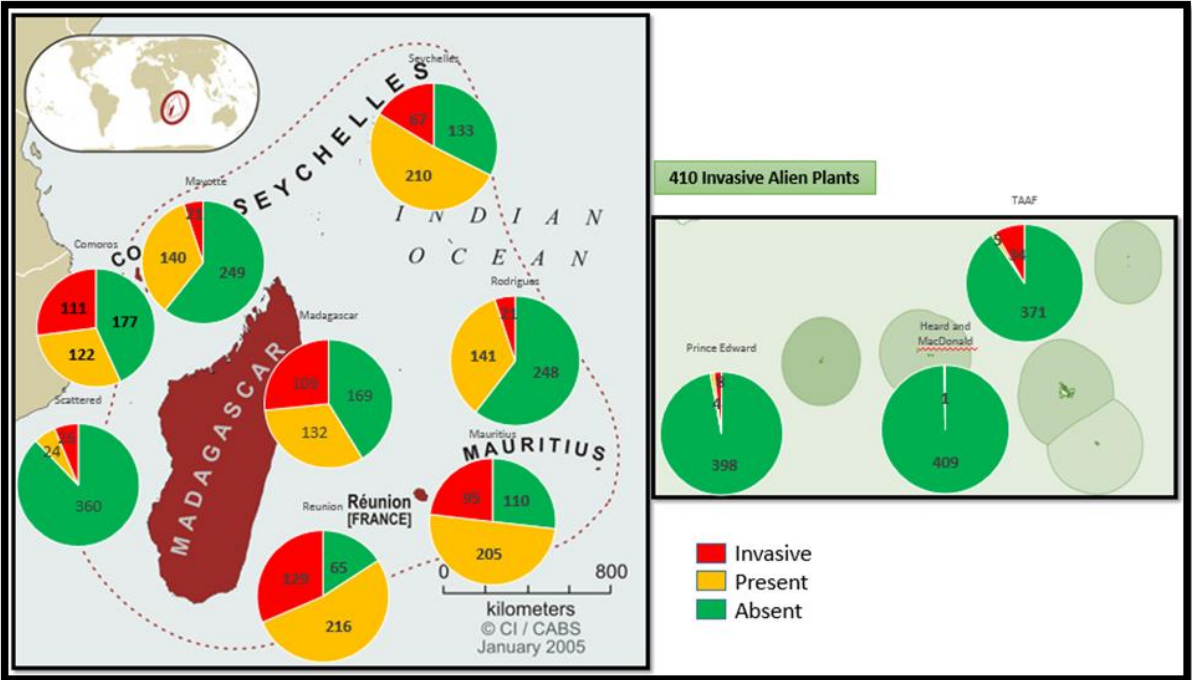 Seychelles
SEYCHELLES
67
133
210
Mayotte
21
140
249
INDIAN
OCEAN
Comoros
CO
111
177
122
Madagascar
109
169
132
MADAGASCAR
Rodrigues
21
141
248
Scattered
26
24
360
Mauritius
MAURITIUS
95
110
205
Reunion
Réunion
[FRANCE]
129
65
216
0 800
kilometers
© CI / CABS
January 2005
410 Invasive Alien Plants
TAAF
5
34
371
Prince Edward
8
4
398
Heard and
MacDonald
1
409
Invasive
Present
Absent